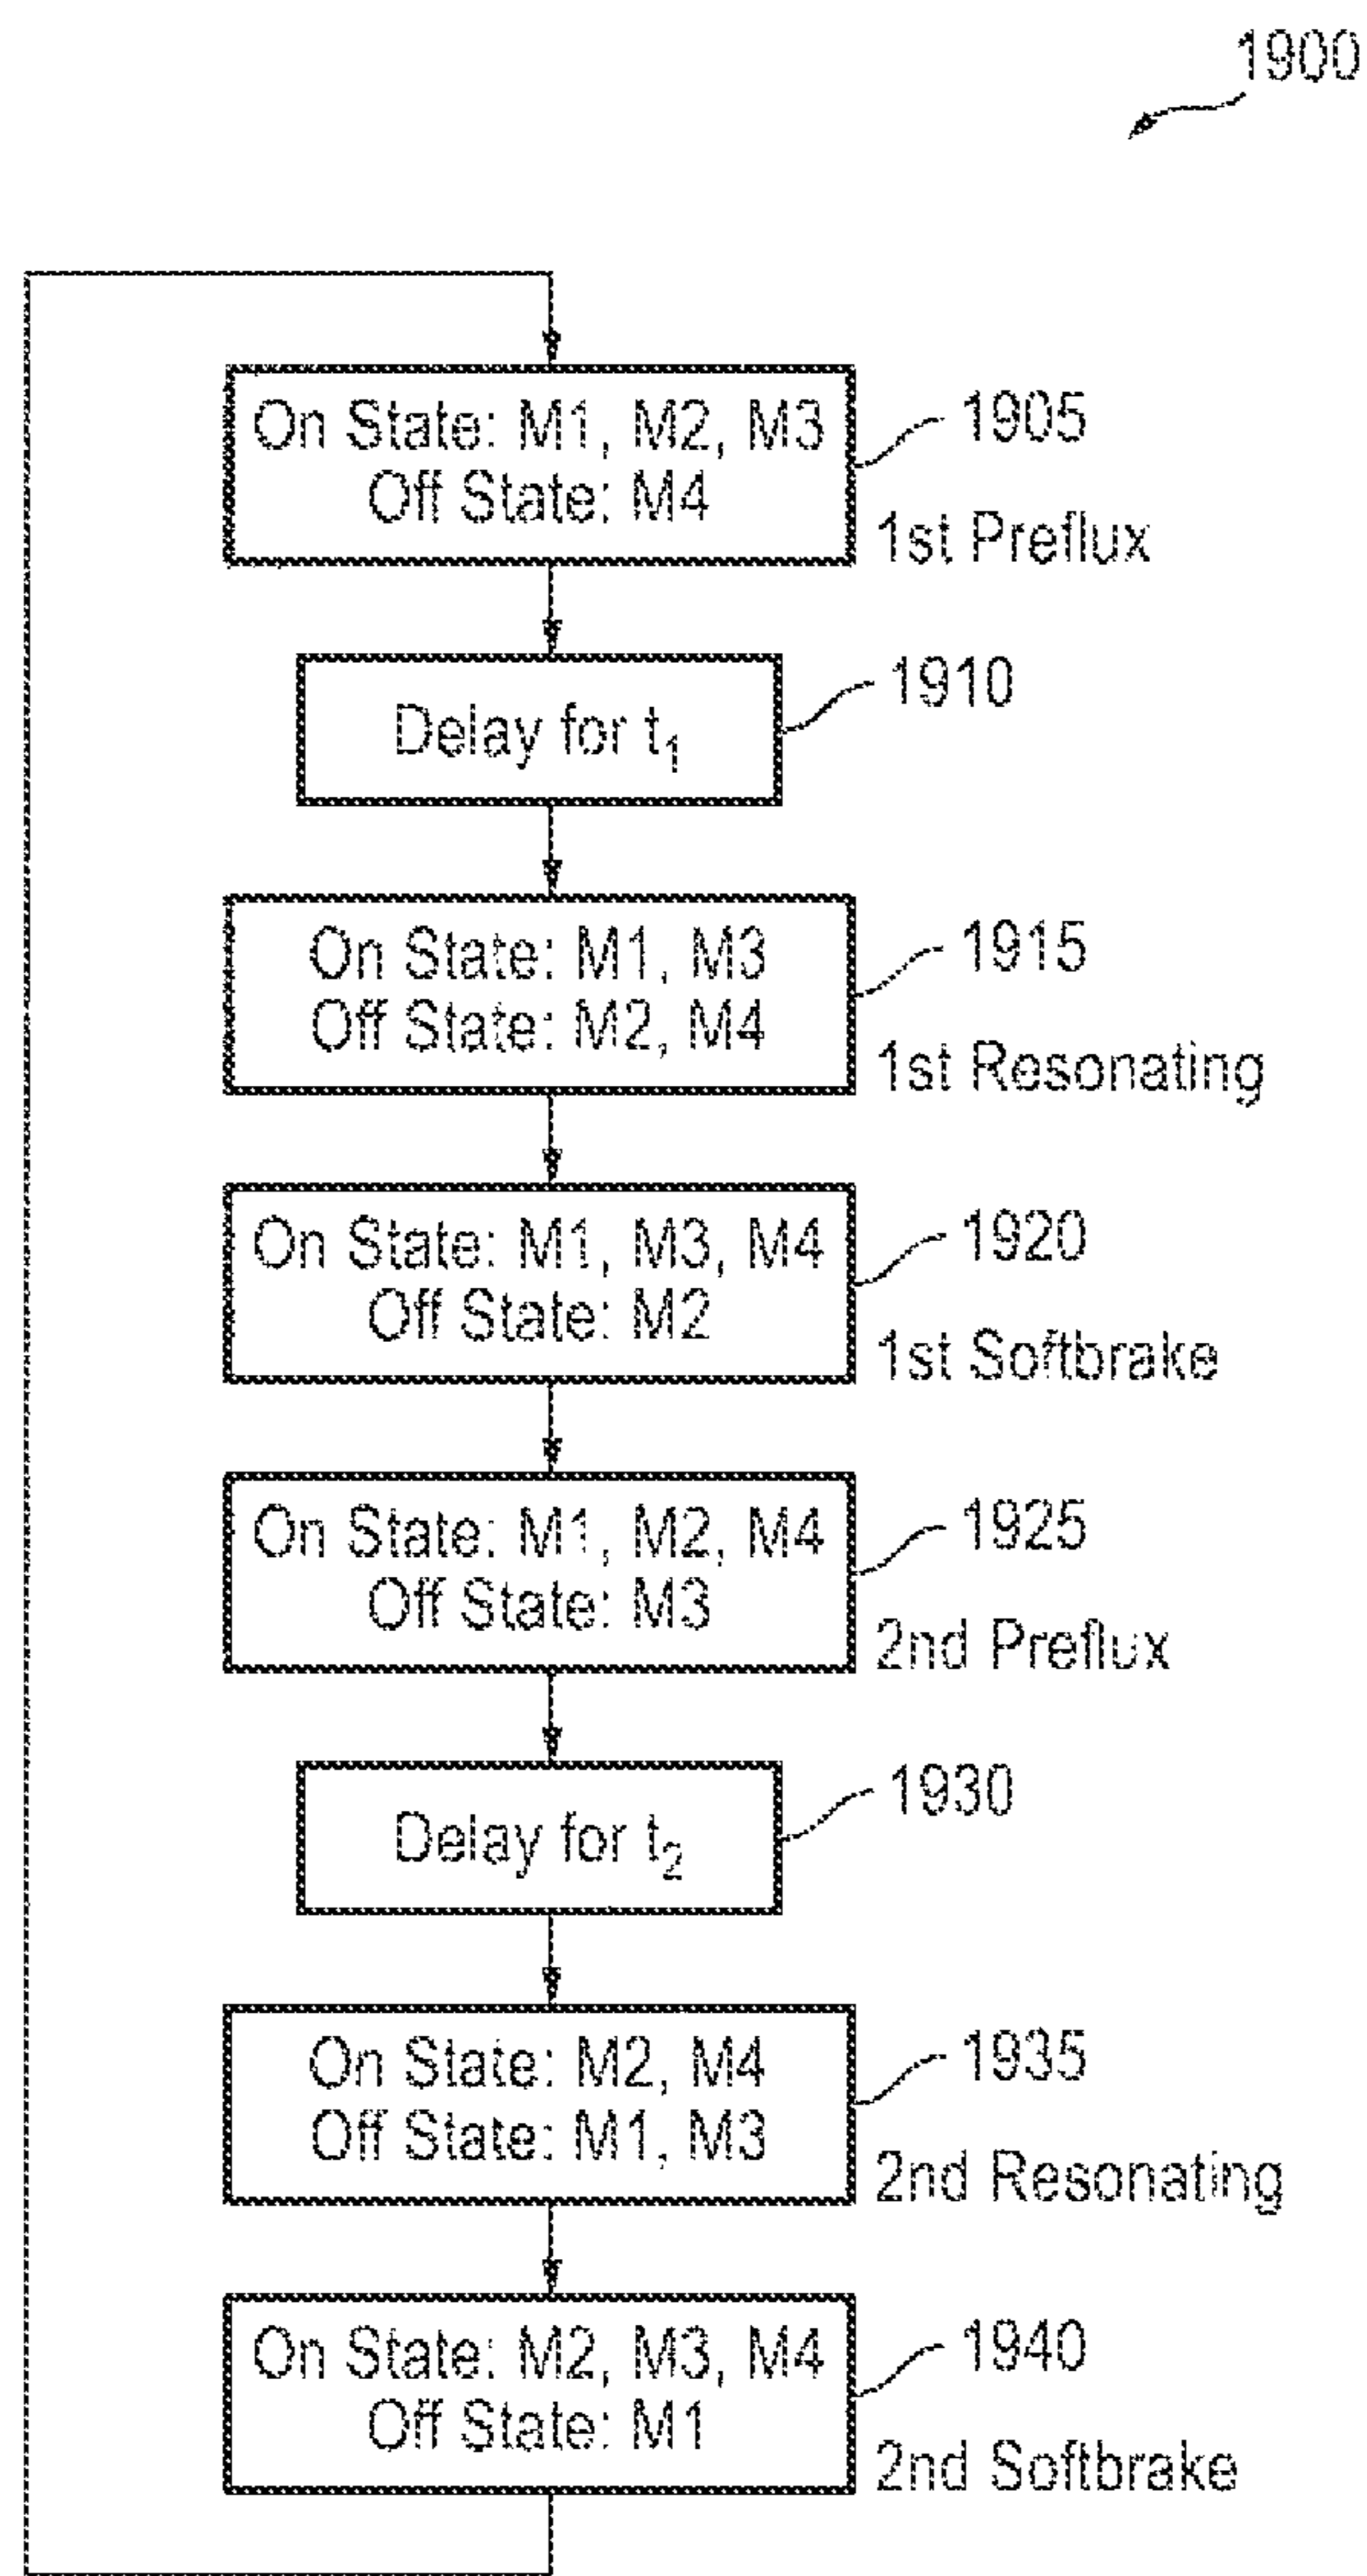 1900
On State: M1, M2, M3
Off State: M4
1905
1st Preflux
Delay for t₁
1910
On State: M1, M3
Off State: M2, M4
1915
1st Resonating
On State: M1, M3, M4
Off State: M2
1920
1st Softbrake
On State: M1, M2, M4
Off State: M3
1925
2nd Preflux
Delay for t₂
1930
On State: M2, M4
Off State: M1, M3
1935
2nd Resonating
On State: M2, M3, M4
Off State: M1
1940
2nd Softbrake